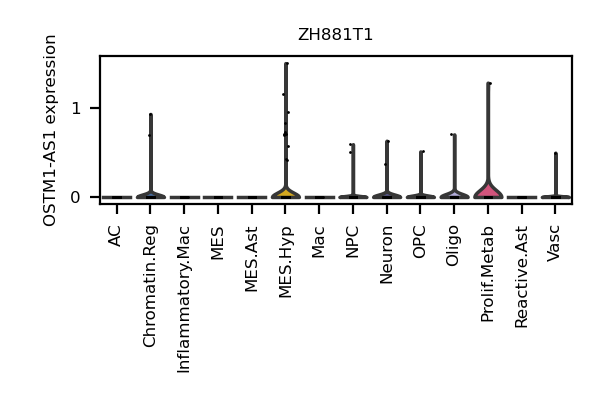 ZH881T1
OSTM1-AS1 expression
1
0
AC
Chromatin.Reg
Inflammatory.Mac
MES
MES.Ast
MES.Hyp
Mac
NPC
Neuron
OPC
Oligo
Prolif.Metab
Reactive.Ast
Vasc